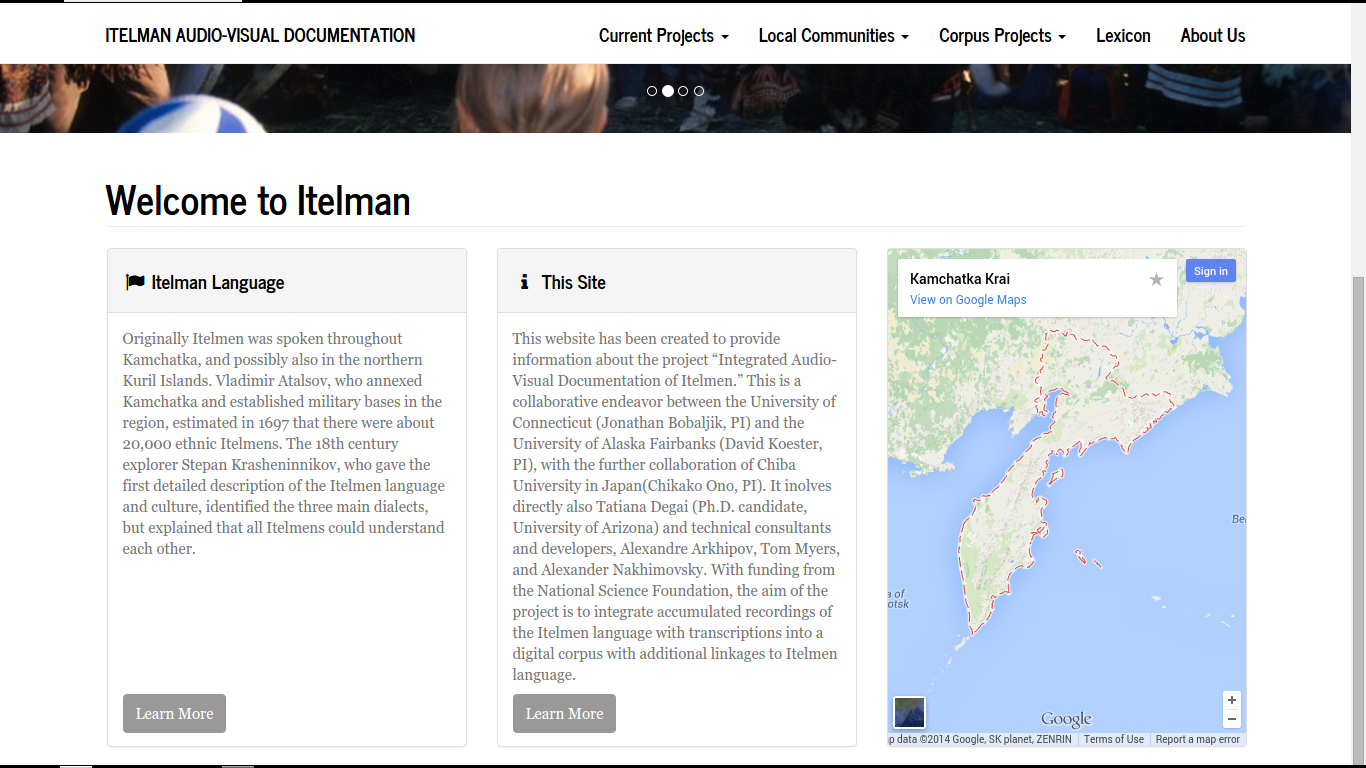 ITELMAN AUDIO-VISUAL DOCUMENTATION
Current Projects
Local Communities
Corpus Projects
Lexicon
About Us
Welcome to Itelman
Itelman Language
Originally Itelmen was spoken throughout
Kamchatka, and possibly also in the northern
Kuril Islands. Vladimir Atalsov, who annexed
Kamchatka and established military bases in the
region, estimated in 1697 that there were about
20,000 ethnic Itelmens. The 18th century
explorer Stepan Krasheninnikov, who gave the
first detailed description of the Itelmen language
and culture, identified the three main dialects,
but explained that all Itelmens could understand
each other.
Learn More
This Site
This website has been created to provide
information about the project “Integrated Audio-
Visual Documentation of Itelmen.” This is a
collaborative endeavor between the University of
Connecticut (Jonathan Bobaljik, PI) and the
University of Alaska Fairbanks (David Koester,
PI), with the further collaboration of Chiba
University in Japan(Chikako Ono, PI). It inolves
directly also Tatiana Degai (Ph.D. candidate,
University of Arizona) and technical consultants
and developers, Alexandre Arkhipov, Tom Myers,
and Alexander Nakhimovsky. With funding from
the National Science Foundation, the aim of the
project is to integrate accumulated recordings of
the Itelmen language with transcriptions into a
digital corpus with additional linkages to Itelmen
language.
Learn More
Kamchatka Krai
View on Google Maps
Sign in
Be
a of
otsk
Google
p data ©2014 Google, SK planet, ZENRIN
Terms of Use
Report a map error